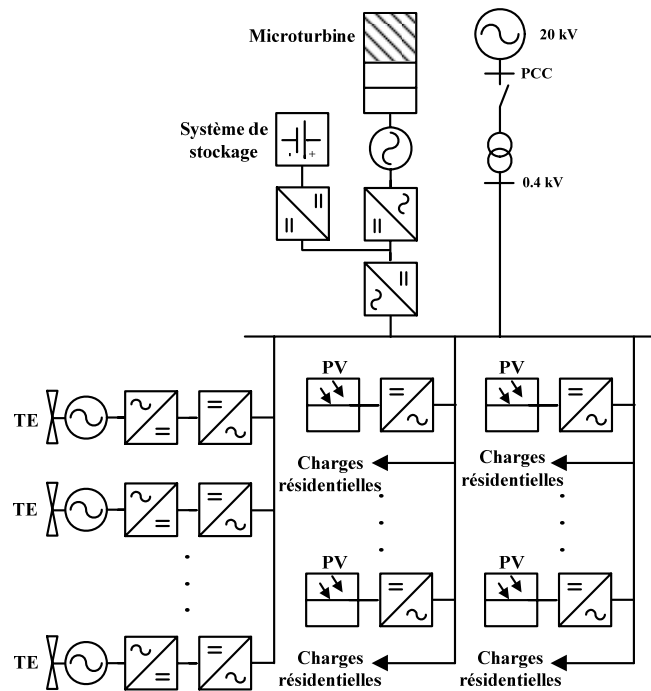 Microturbine
20 kV
PCC
Système de
stockage
0.4 kV
PV
PV
TE
Charges
résidentielles
Charges
résidentielles
TE
PV
PV
TE
Charges
résidentielles
Charges
résidentielles